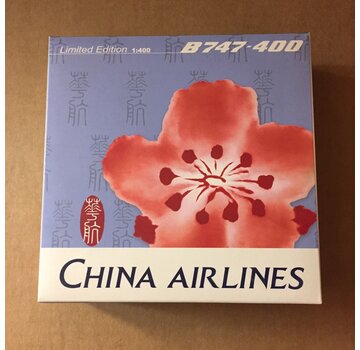 Limited Edition 1:400
B747-400
華航
CHINA AIRLINES